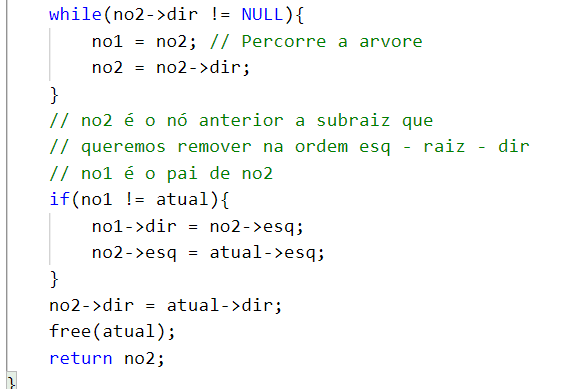 while(no2->dir != NULL){
no1 = no2; // Percorre a arvore
no2 = no2->dir;
}
// no2 é o nó anterior a subraiz que
// queremos remover na ordem esq - raiz - dir
// no1 é o pai de no2
if(no1 != atual){
no1->dir = no2->esq;
no2->esq = atual->esq;
}
no2->dir = atual->dir;
free(atual);
return no2;
}